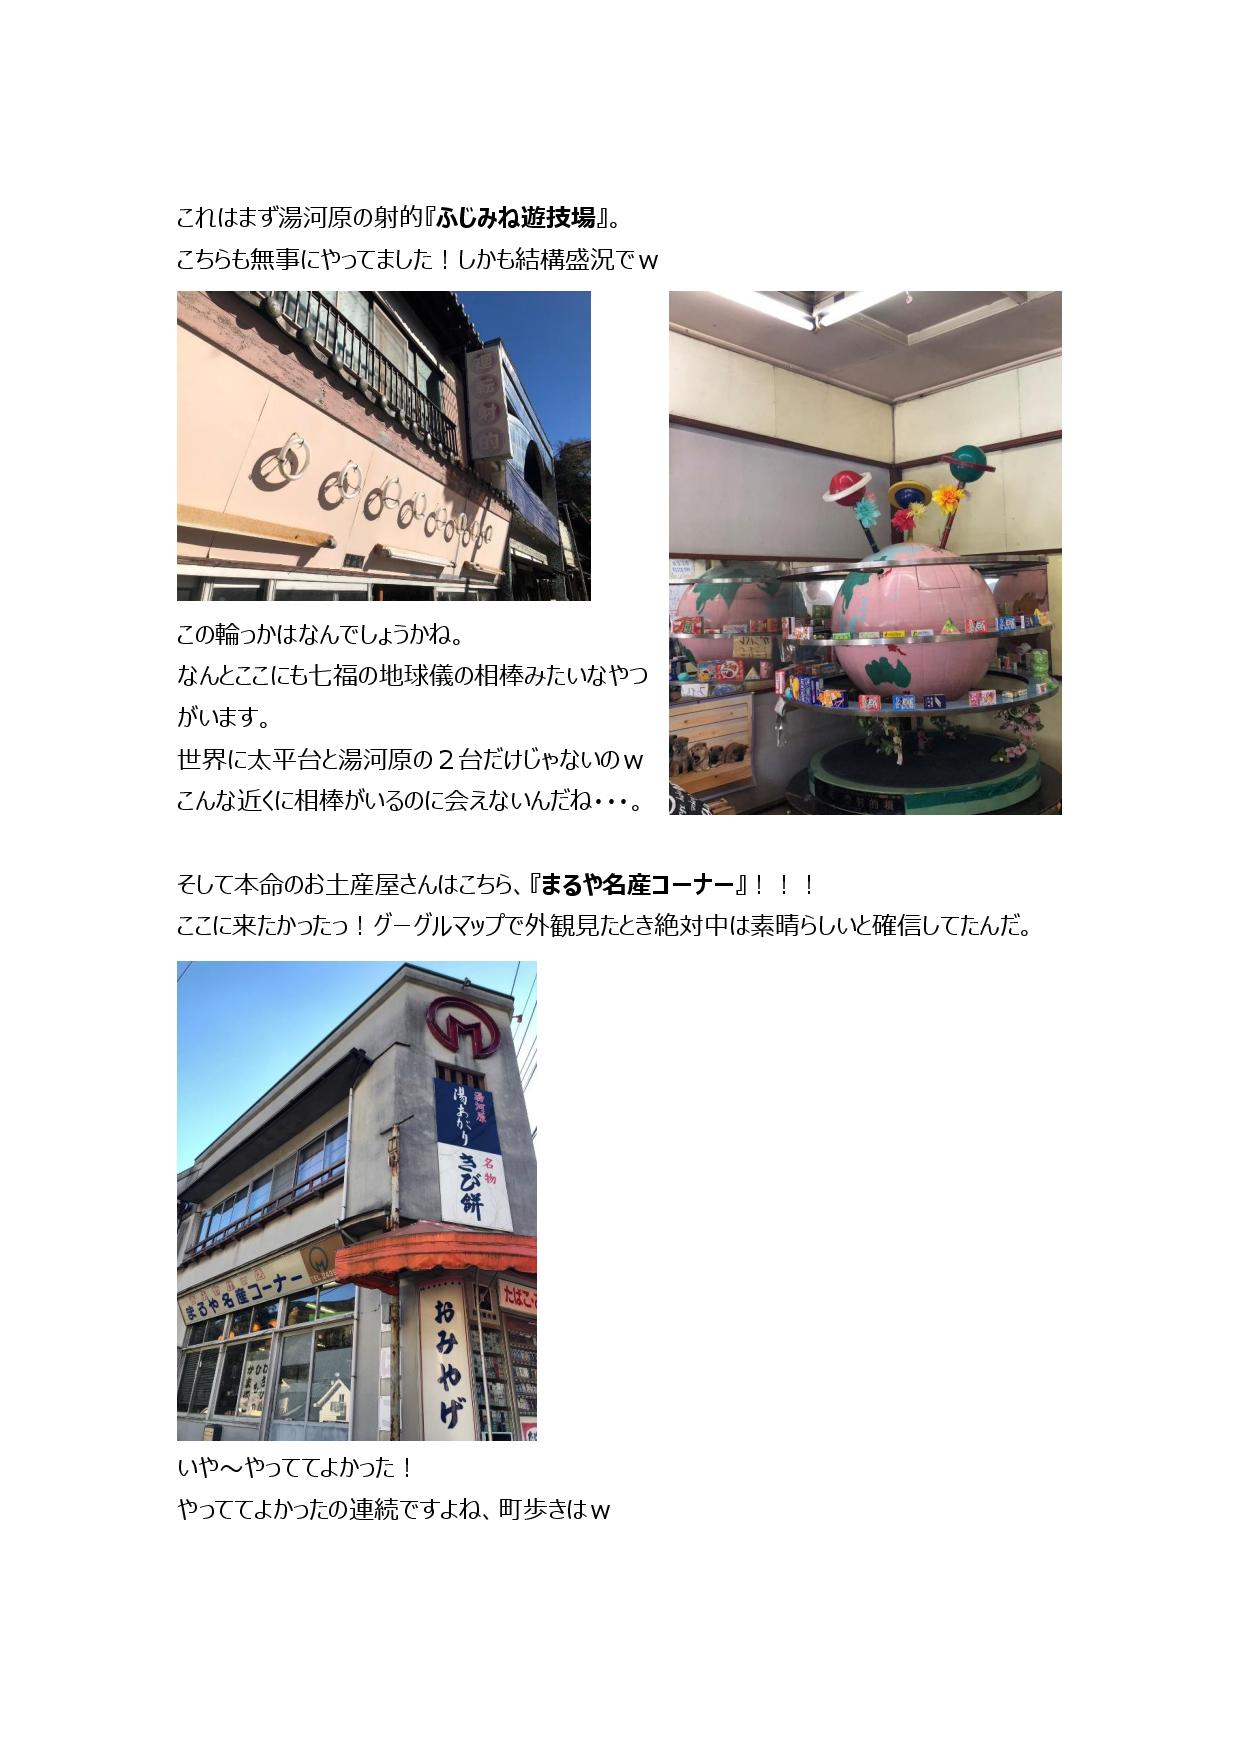 これはまず湯河原の射的『ふじみね遊技場』。
こちらも無事にやってました！しかも結構盛況でｗ
回転射的
この輪っかはなんでしょうかね。
なんとここにも七福の地球儀の相棒みたいなやつ
がいます。
世界に太平台と湯河原の２台だけじゃないのｗ
こんな近くに相棒がいるのに会えないんだね・・・。
そして本命のお土産屋さんはこちら、『まるや名産コーナー』！！！
ここに来たかったっ！グーグルマップで外観見たとき絶対中は素晴らしいと確信してたんだ。
湯河原
湯あがり
名物
きび餅
まるや名産コーナー
おみやげ
たばこ
いや～やっててよかった！
やっててよかったの連続ですよね、町歩きはｗ